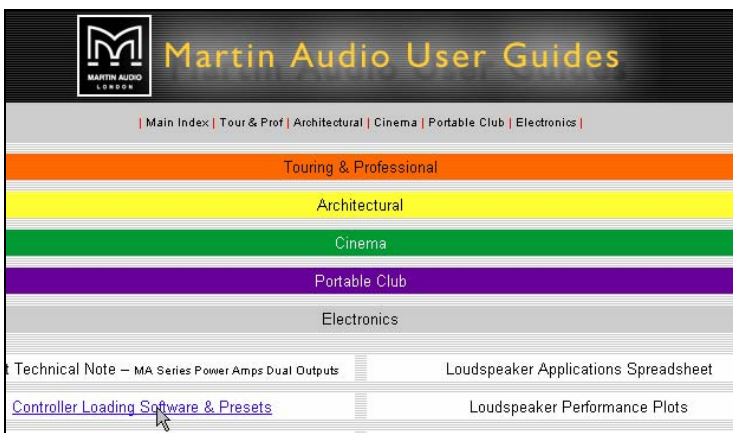 MARTIN AUDIO
LONDON
Martin Audio User Guides
| Main Index | Tour & Prof | Architectural | Cinema | Portable Club | Electronics |
Touring & Professional
Architectural
Cinema
Portable Club
Electronics
t Technical Note – MA Series Power Amps Dual Outputs
Loudspeaker Applications Spreadsheet
Controller Loading Software & Presets
Loudspeaker Performance Plots